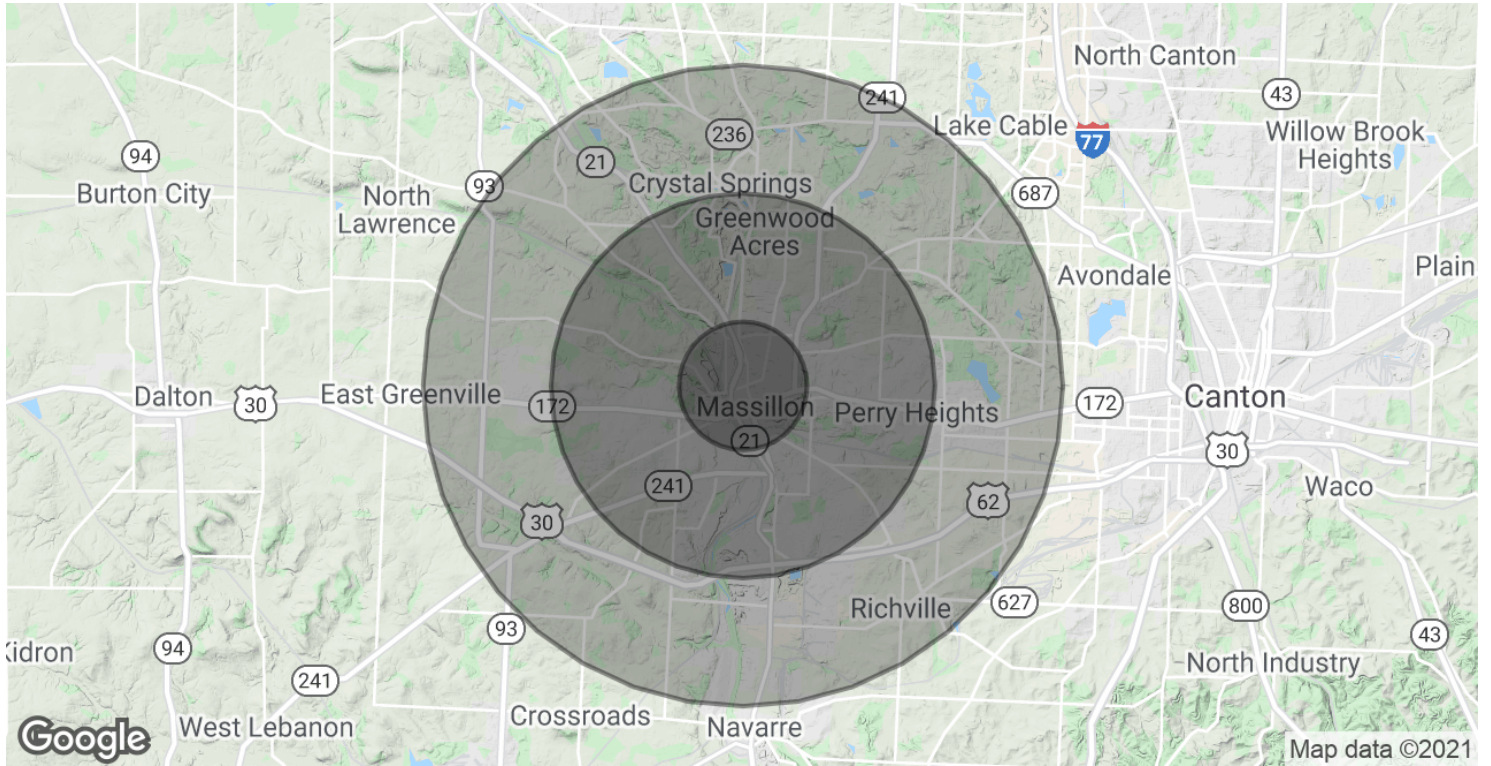 North Canton
43
241
Lake Cable
77
Willow Brook
Heights
236
94
21
Burton City
North
Lawrence
93
Crystal Springs
687
Greenwood
Acres
Avondale
Plain
Dalton
30
East Greenville
172
Massillon
Perry Heights
172
Canton
21
30
241
62
Waco
30
Richville
627
800
93
94
43
Kidron
North Industry
241
West Lebanon
Crossroads
Navarre
Google
Map data ©2021